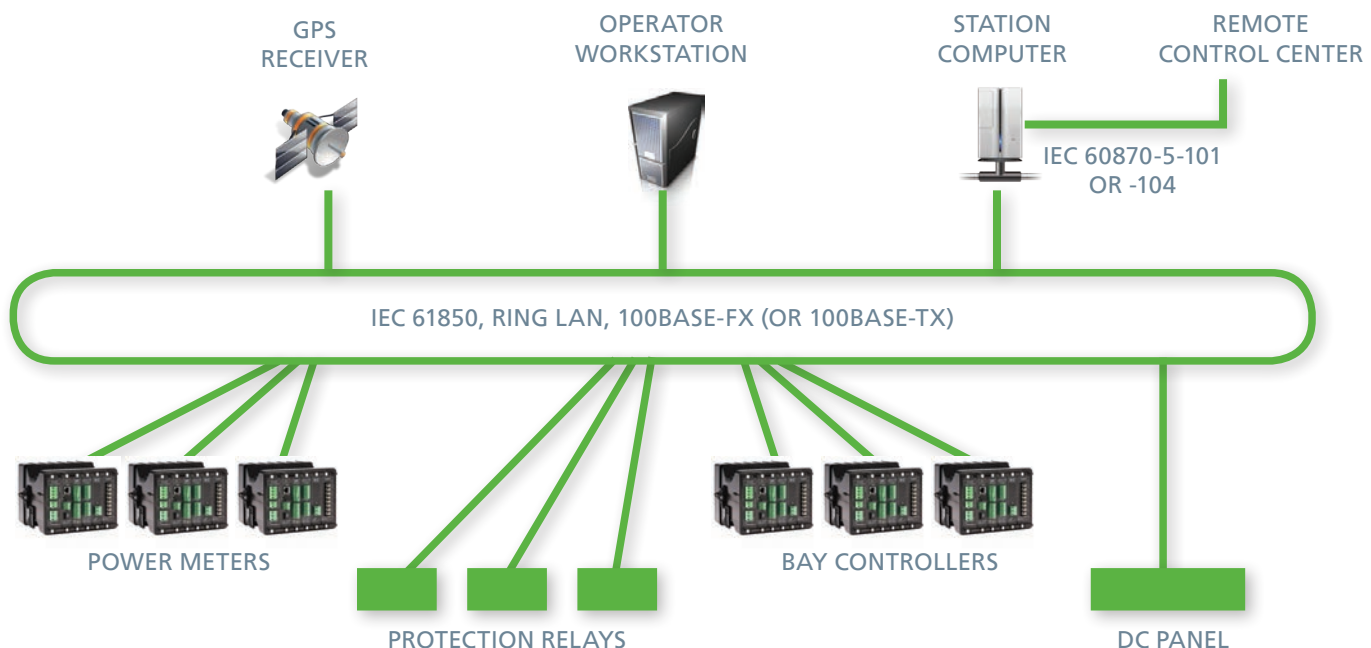 GPS
RECEIVER
OPERATOR
WORKSTATION
STATION
COMPUTER
REMOTE
CONTROL CENTER
IEC 60870-5-101
OR -104
IEC 61850, RING LAN, 100BASE-FX (OR 100BASE-TX)
POWER METERS
BAY CONTROLLERS
PROTECTION RELAYS
DC PANEL